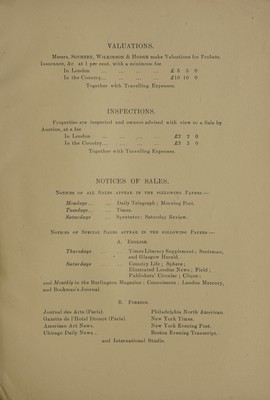 VALUATIONS.
Messrs. SOTHEBY, WILKINSON & HODGE make Valuations for Probate,
Insurance, &c. at 1 per cent. with a minimum fee
In London ... ... ... ... £ 5 5 0
In the Country... ... ... ... £10 10 0
Together with Travelling Expenses.
INSPECTIONS.
Properties are inspected and owners advised with view to a Sale by
Auction, at a fee
In London ... ... ... ... £2 2 0
In the Country... ... ... ... £3 3 0
Together with Travelling Expenses.
NOTICES OF SALES.
NOTICES OF ALL SALES APPEAR IN THE FOLLOWING PAPERS:—
Mondays ... ... Daily Telegraph; Morning Post.
Tuesdays... ... Times.
Saturdays ... Spectator; Saturday Review.
NOTICES OF SPECIAL SALES APPEAR IN THE FOLLOWING PAPERS:—
A. ENGLISH.
Thursdays ... Times Literary Supplement; Scotsman,
and Glasgow Herald.
Saturdays ... Country Life; Sphere;
Illustrated London News; Field;
Publishers' Circular; Clique;
and Monthly in the Burlington Magazine; Connoisseur; London Mercury,
and Bookman's Journal.
B. FOREIGN.
Journal des Arts (Paris). Philadelphia North American.
Gazette de l'Hotel Drouot (Paris). New York Times.
American Art News. New York Evening Post.
Chicago Daily News. Boston Evening Transcript.
and International Studio.